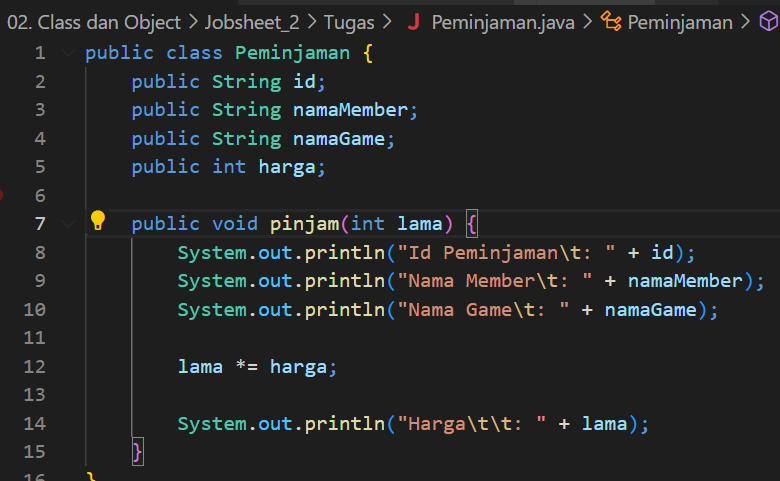 02. Class dan Object > Jobsheet_2 > Tugas > J Peminjaman.java > Peminjaman >
1 public class Peminjaman {
2 public String id;
3 public String namaMember;
4 public String namaGame;
5 public int harga;
6
7 public void pinjam(int lama) {
8 System.out.println("Id Peminjaman\t: " + id);
9 System.out.println("Nama Member\t: " + namaMember);
10 System.out.println("Nama Game\t: " + namaGame);
11
12 lama *= harga;
13
14 System.out.println("Harga\t\t: " + lama);
15 }
16 }